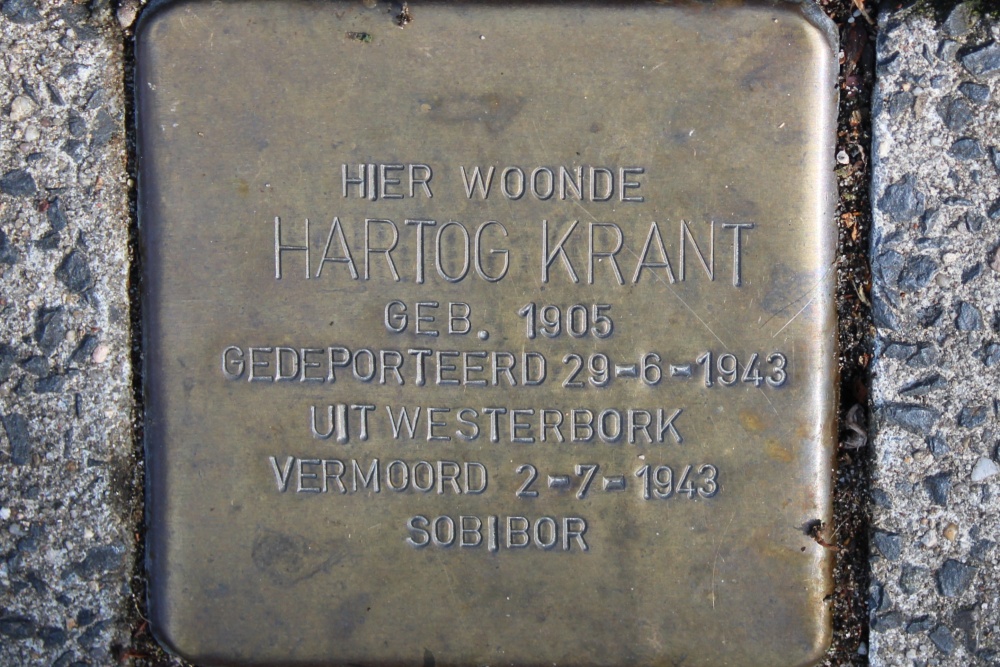 HIER WOONDE
HARTOG KRANT
GEB. 1905
GEDEPORTEERD 29-6-1943
UIT WESTERBORK
VERMOORD 2-7-1943
SOBIBOR